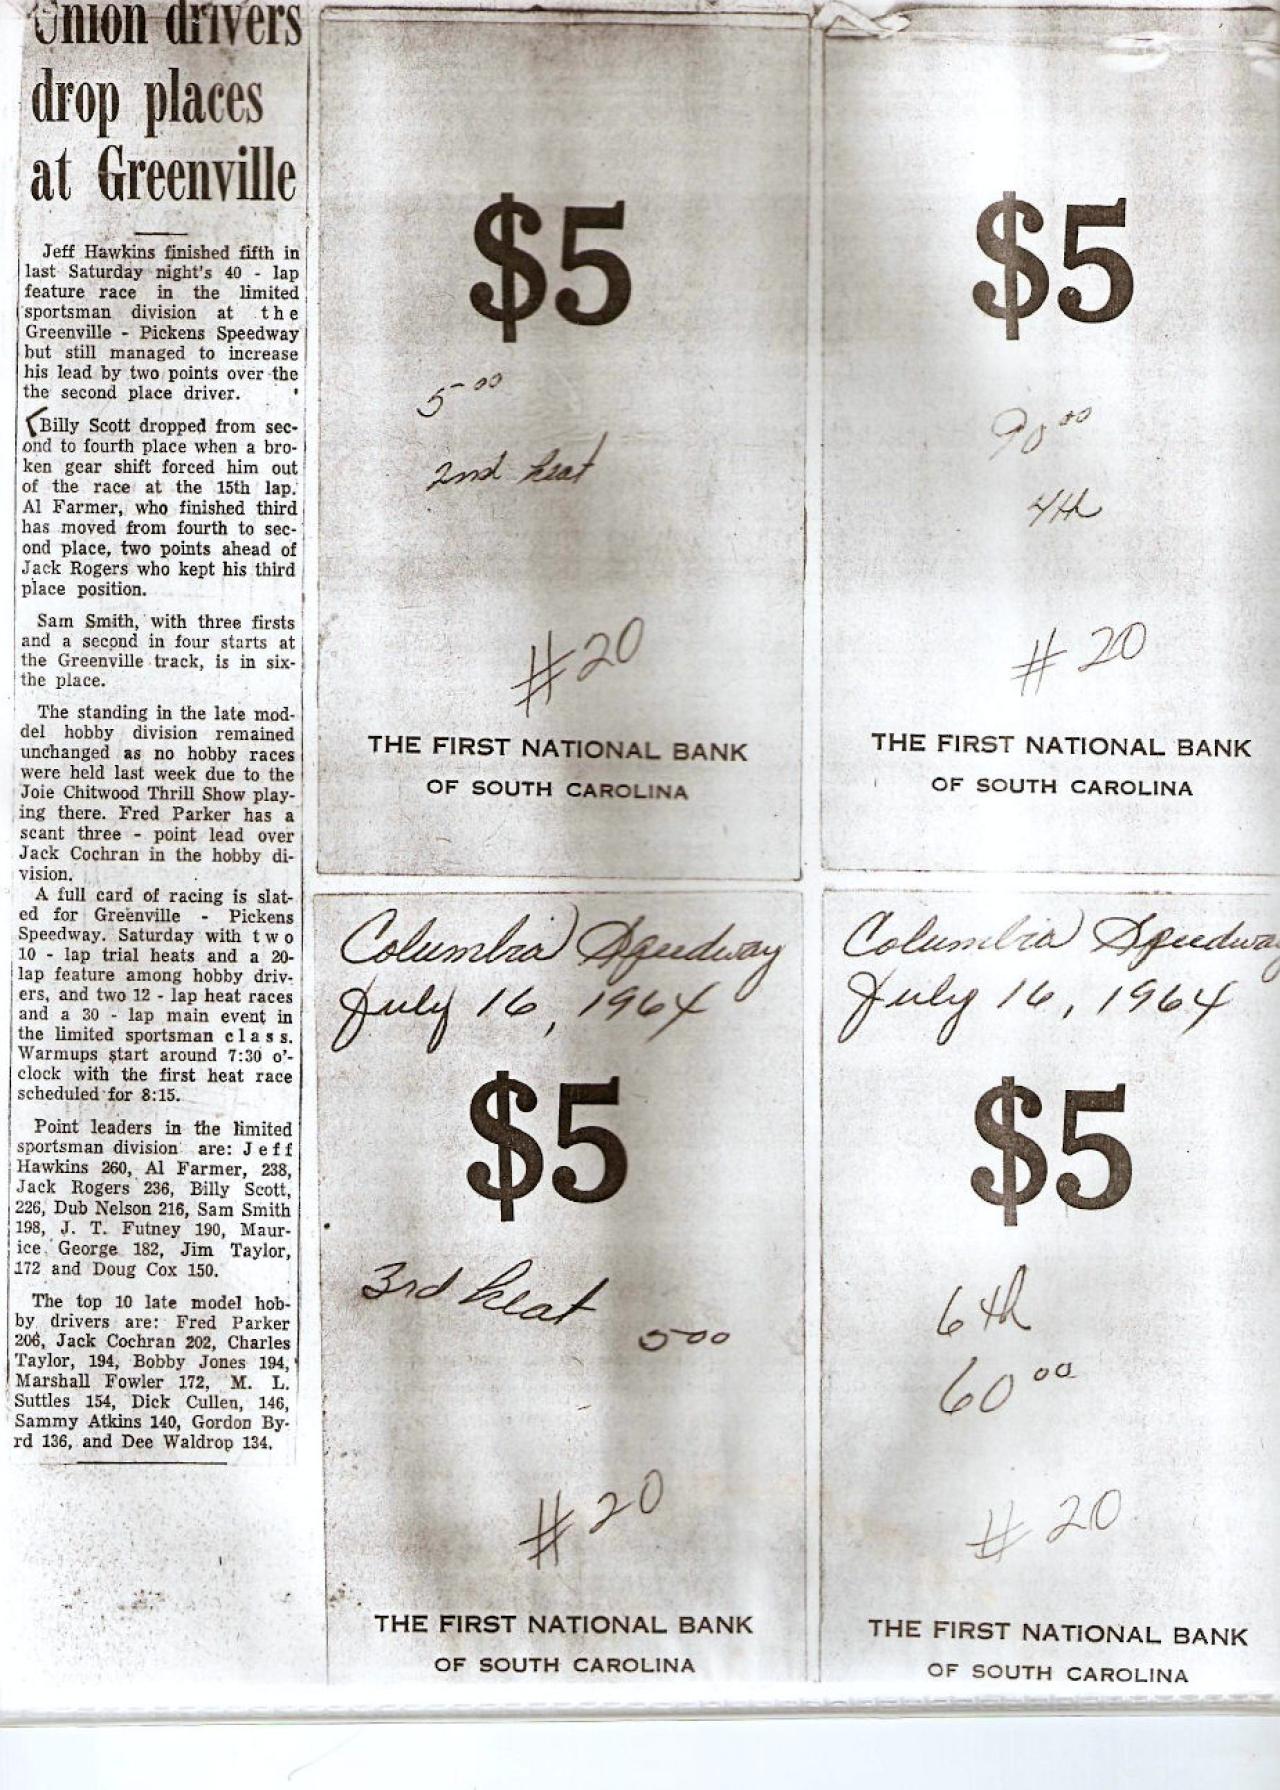 Union drivers
drop places
at Greenville
Jeff Hawkins finished fifth in
last Saturday night's 40 - lap
feature race in the limited
sportsman division at the
Greenville - Pickens Speedway
but still managed to increase
his lead by two points over the
the second place driver.
Billy Scott dropped from sec-
ond to fourth place when a bro-
ken gear shift forced him out
of the race at the 15th lap.
Al Farmer, who finished third
has moved from fourth to sec-
ond place, two points ahead of
Jack Rogers who kept his third
place position.
Sam Smith, with three firsts
and a second in four starts at
the Greenville track, is in six-
the place.
The standing in the late mod-
del hobby division remained
unchanged as no hobby races
were held last week due to the
Joie Chitwood Thrill Show play-
ing there. Fred Parker has a
scant three - point lead over
Jack Cochran in the hobby di-
vision.
A full card of racing is slat-
ed for Greenville - Pickens
Speedway. Saturday with two
10 - lap trial heats and a 20-
lap feature among hobby driv-
ers, and two 12 - lap heat races
and a 30 - lap main event in
the limited sportsman class.
Warmups start around 7:30 o'-
clock with the first heat race
scheduled for 8:15.
Point leaders in the limited
sportsman division are: Jeff
Hawkins 260, Al Farmer, 238,
Jack Rogers 236, Billy Scott,
226, Dub Nelson 216, Sam Smith
198, J. T. Futney 190, Maur-
ice George 182, Jim Taylor,
172 and Doug Cox 150.
The top 10 late model hob-
by drivers are: Fred Parker
206, Jack Cochran 202, Charles
Taylor, 194, Bobby Jones 194,
Marshall Fowler 172, M. L.
Suttles 154, Dick Cullen, 146,
Sammy Atkins 140, Gordon By-
rd 136, and Dee Waldrop 134.
$5
5 00
2nd heat
#20
THE FIRST NATIONAL BANK
OF SOUTH CAROLINA
$5
90 00
4th
#20
THE FIRST NATIONAL BANK
OF SOUTH CAROLINA
Columbia Speedway
July 16, 1964
$5
3rd heat
5 00
#20
THE FIRST NATIONAL BANK
OF SOUTH CAROLINA
Columbia Speedway
July 16, 1964
$5
6th
60 00
#20
THE FIRST NATIONAL BANK
OF SOUTH CAROLINA